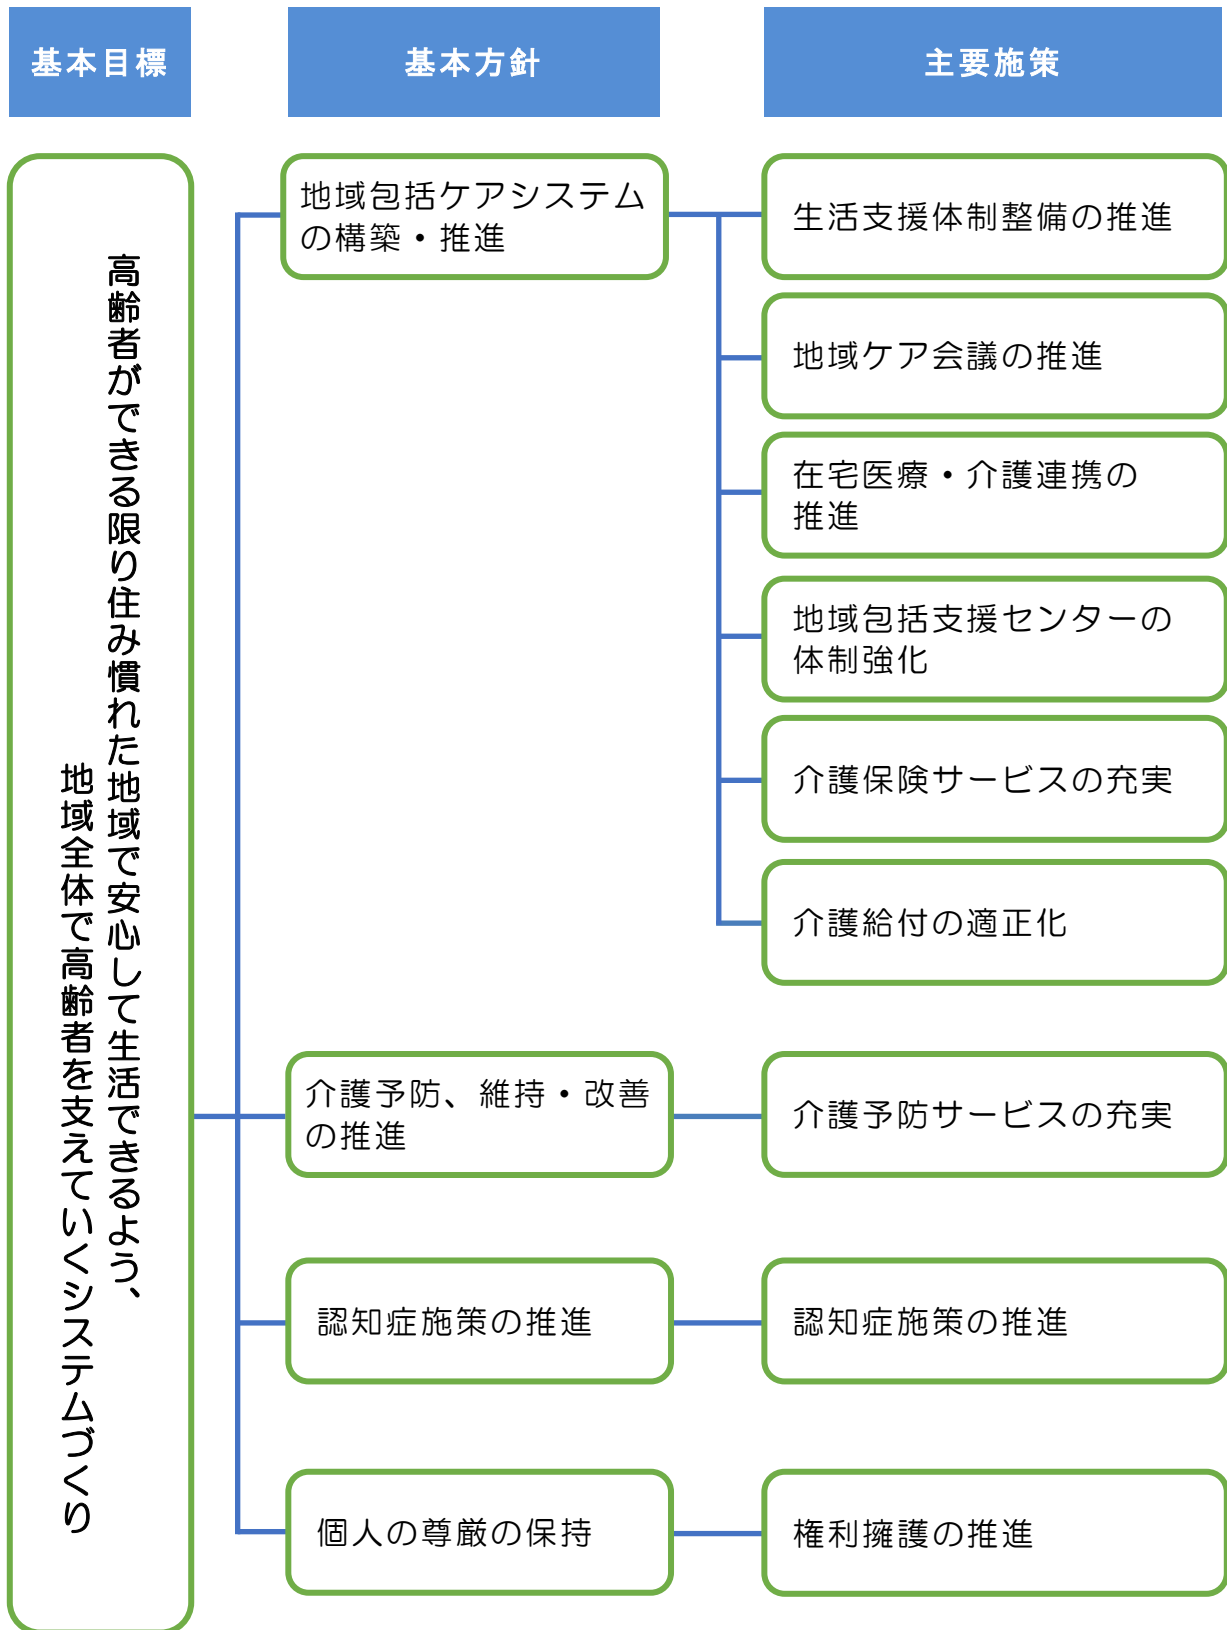 基本目標
基本方針
主要施策
高齢者ができる限り住み慣れた地域で安心して生活できるよう、
地域全体で高齢者を支えていくシステムづくり
地域包括ケアシステム
の構築・推進
生活支援体制整備の推進
地域ケア会議の推進
在宅医療・介護連携の
推進
地域包括支援センターの
体制強化
介護保険サービスの充実
介護給付の適正化
介護予防、維持・改善
の推進
介護予防サービスの充実
認知症施策の推進
認知症施策の推進
個人の尊厳の保持
権利擁護の推進